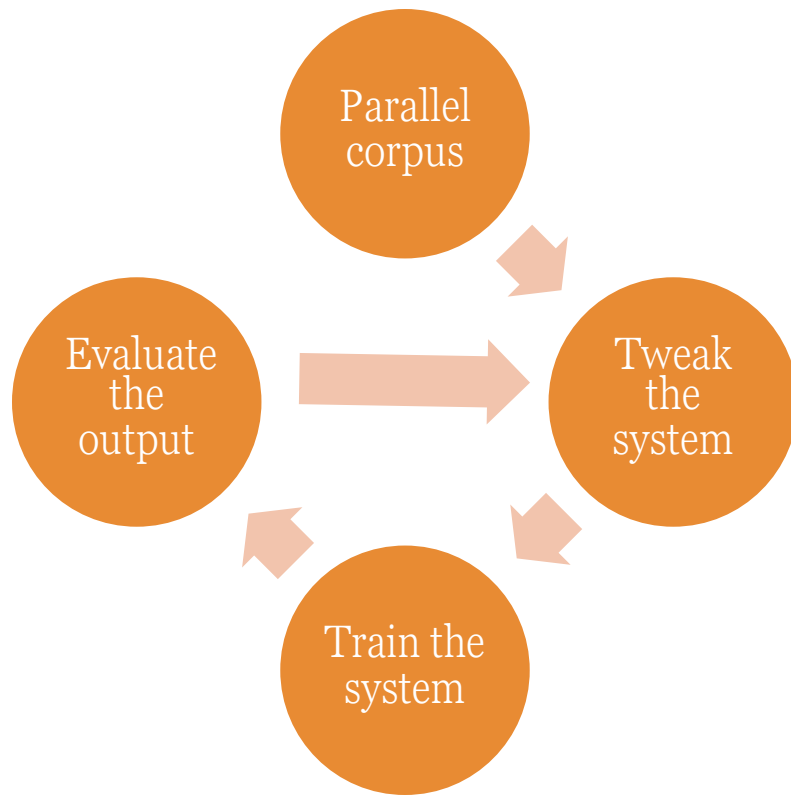 Parallel
corpus
Evaluate
the
output
Tweak
the
system
Train the
system